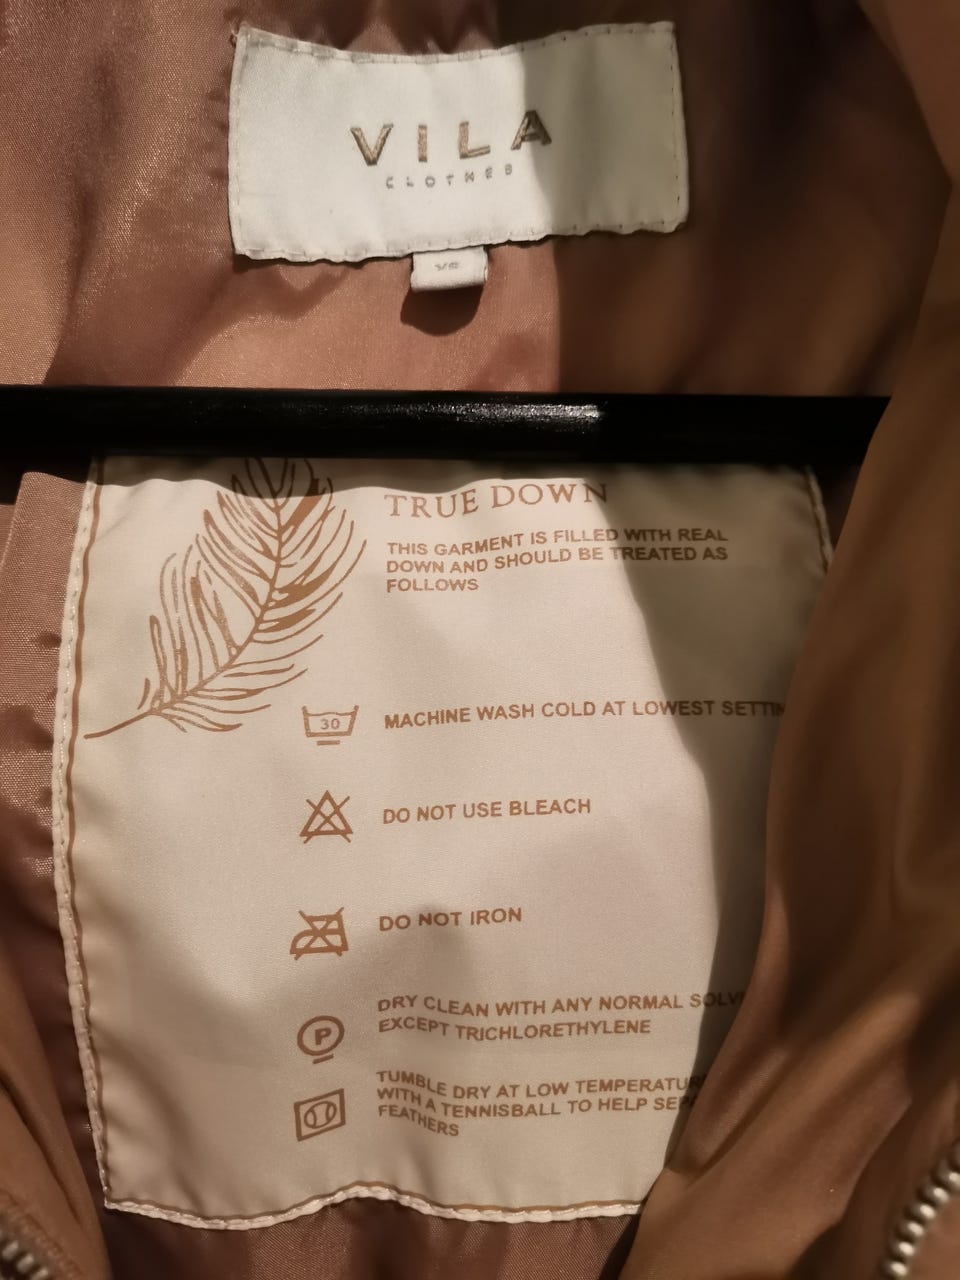 VILA
CLOTHES
XS
TRUE DOWN
THIS GARMENT IS FILLED WITH REAL
DOWN AND SHOULD BE TREATED AS
FOLLOWS
30
MACHINE WASH COLD AT LOWEST SETTIN
DO NOT USE BLEACH
DO NOT IRON
DRY CLEAN WITH ANY NORMAL SOLV
P
EXCEPT TRICHLORETHYLENE
TUMBLE DRY AT LOW TEMPERATUR
WITH A TENNISBALL TO HELP SEPA
FEATHERS